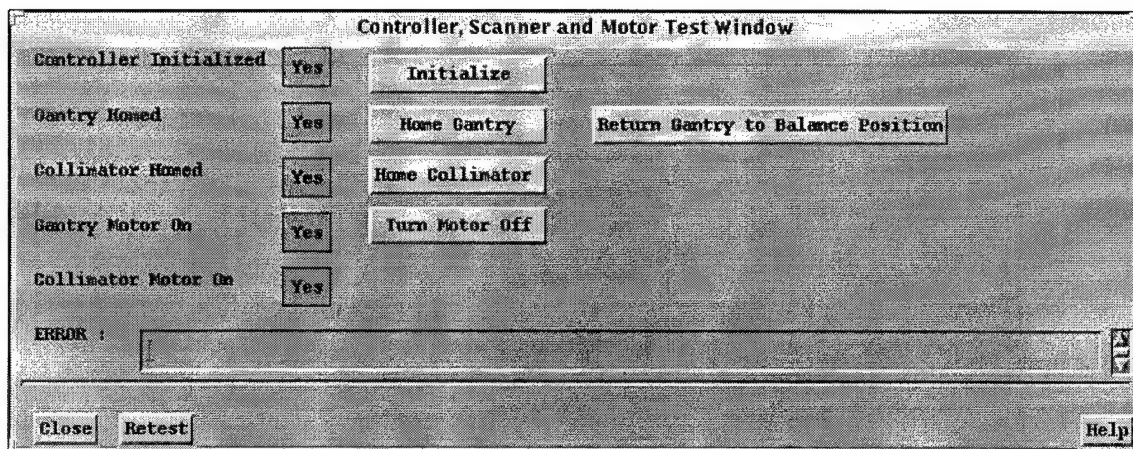 Controller, Scanner and Motor Test Window
Controller Initialized Yes Initialize
Gantry Homed Yes Home Gantry Return Gantry to Balance Position
Collimator Homed Yes Home Collimator
Gantry Motor On Yes Turn Motor Off
Collimator Motor On Yes
ERROR :
Close Retest Help